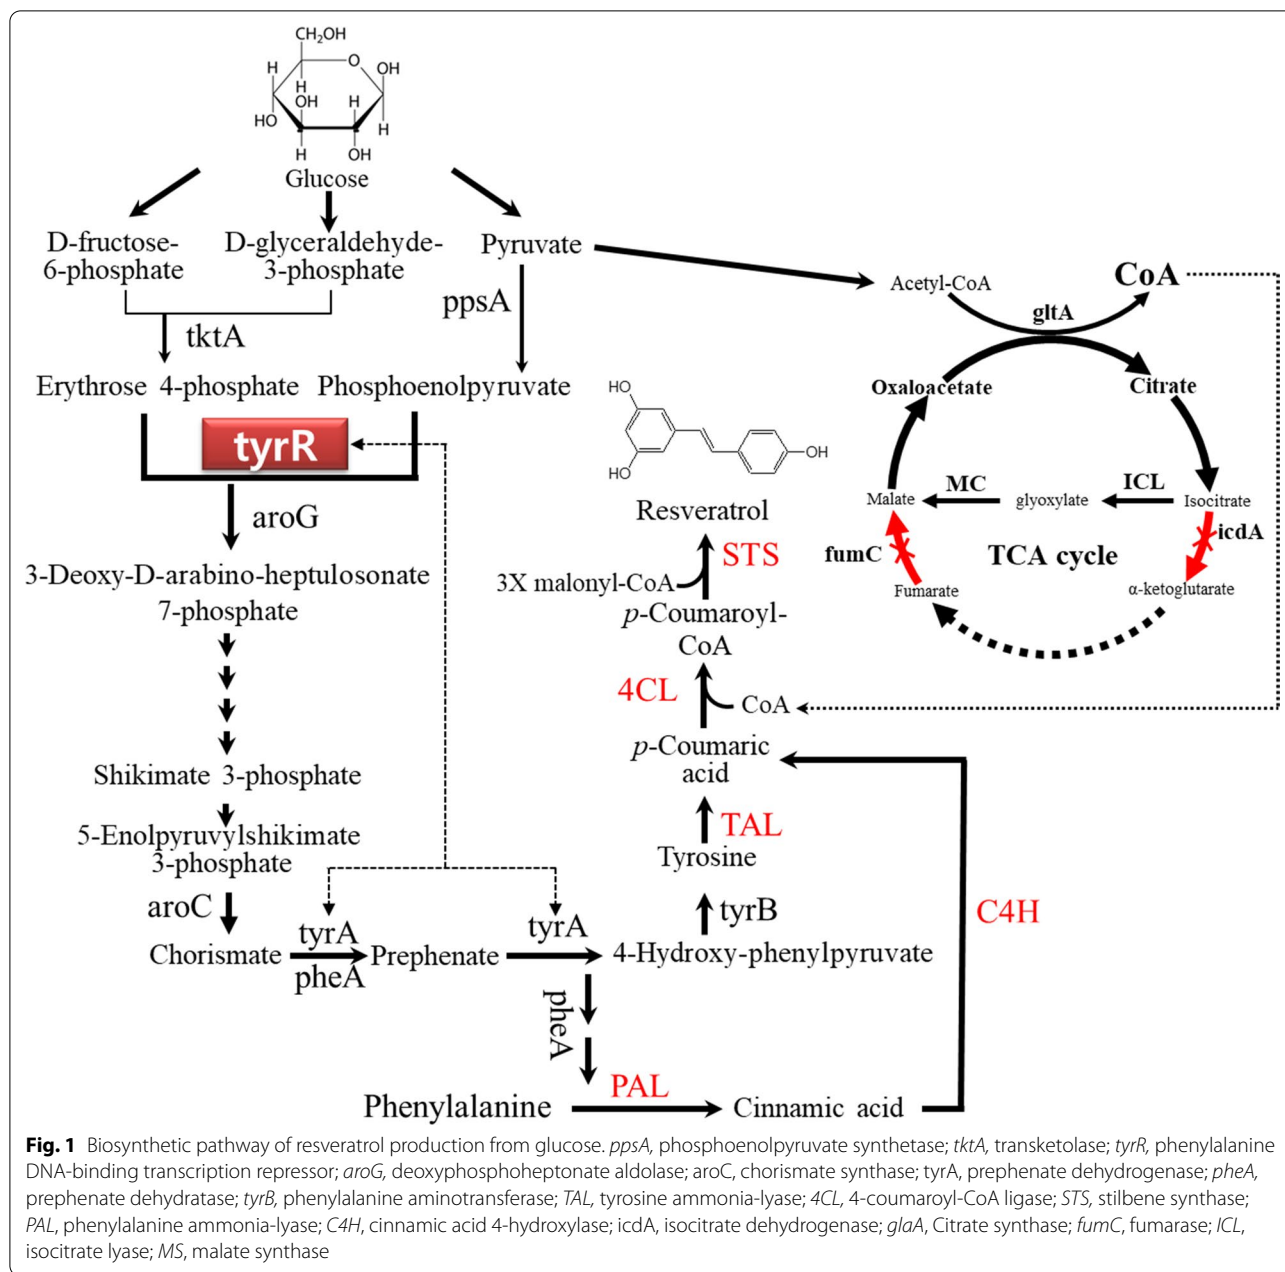 CH₂OH
H
O
OH
H
OH
H
HO
H
H
OH
Glucose
D-fructose-
6-phosphate
D-glyceraldehyde-
3-phosphate
Pyruvate
ppsA
tktA
Erythrose 4-phosphate
Phosphoenolpyruvate
tyrR
aroG
3-Deoxy-D-arabino-heptulosonate
7-phosphate
Shikimate 3-phosphate
5-Enolpyruvylshikimate
3-phosphate
aroC
Chorismate
tyrA
pheA
Prephenate
tyrA
4-Hydroxy-phenylpyruvate
pheA
Phenylalanine
PAL
Cinnamic acid
C4H
tyrB
Tyrosine
TAL
p-Coumaric
acid
4CL
CoA
p-Coumaroyl-
CoA
3X malonyl-CoA
STS
Resveratrol
HO
HO
OH
Acetyl-CoA
CoA
gltA
Oxaloacetate
Citrate
Malate
MC
glyoxylate
ICL
Isocitrate
fumC
TCA cycle
icdA
Fumarate
α-ketoglutarate
Fig. 1 Biosynthetic pathway of resveratrol production from glucose. ppsA, phosphoenolpyruvate synthetase; tktA, transketolase; tyrR, phenylalanine
DNA-binding transcription repressor; aroG, deoxyphosphoheptonate aldolase; aroC, chorismate synthase; tyrA, prephenate dehydrogenase; pheA,
prephenate dehydratase; tyrB, phenylalanine aminotransferase; TAL, tyrosine ammonia-lyase; 4CL, 4-coumaroyl-CoA ligase; STS, stilbene synthase;
PAL, phenylalanine ammonia-lyase; C4H, cinnamic acid 4-hydroxylase; icdA, isocitrate dehydrogenase; glaA, Citrate synthase; fumC, fumarase; ICL,
isocitrate lyase; MS, malate synthase